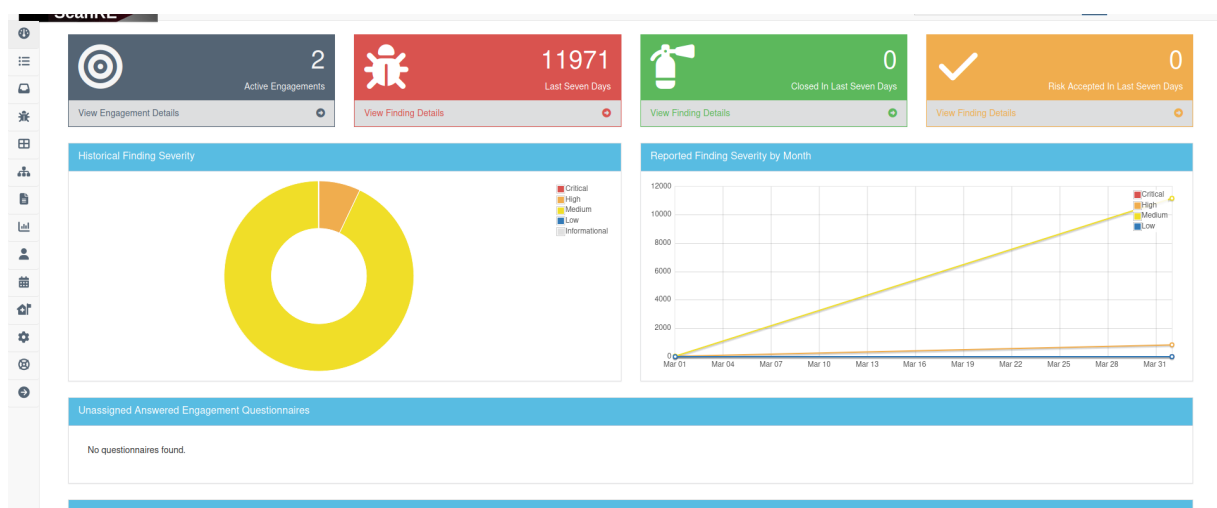 ScanRE
2
Active Engagements
View Engagement Details
11971
Last Seven Days
View Finding Details
0
Closed In Last Seven Days
View Finding Details
0
Risk Accepted In Last Seven Days
View Finding Details
Historical Finding Severity
Critical
High
Medium
Low
Informational
Reported Finding Severity by Month
12000
10000
8000
6000
4000
2000
0
Critical
High
Medium
Low
Mar 01 Mar 04 Mar 07 Mar 10 Mar 13 Mar 16 Mar 19 Mar 22 Mar 25 Mar 28 Mar 31
Unassigned Answered Engagement Questionnaires
No questionnaires found.